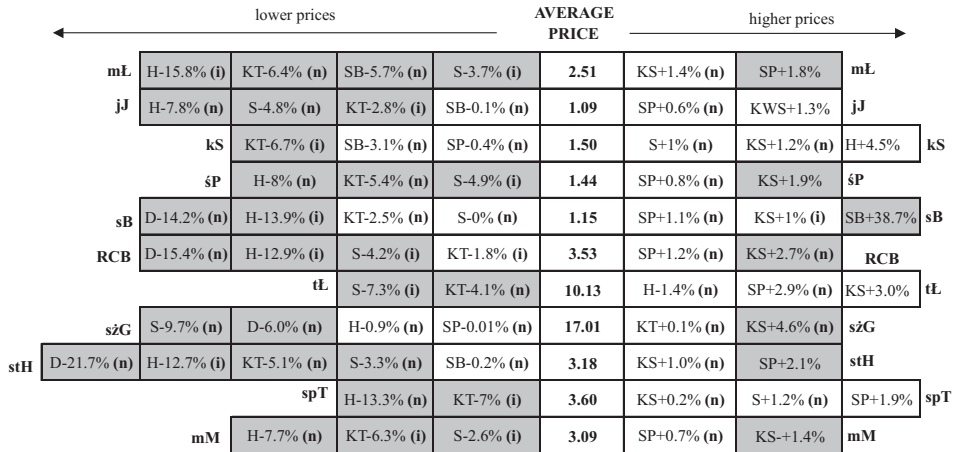 lower prices AVERAGE PRICE higher prices
mŁ H-15.8% (i) KT-6.4% (n) SB-5.7% (n) S-3.7% (i) 2.51 KS+1.4% (n) SP+1.8% mŁ
jJ H-7.8% (n) S-4.8% (n) KT-2.8% (i) SB-0.1% (n) 1.09 SP+0.6% (n) KWS+1.3% jJ
kS KT-6.7% (i) SB-3.1% (n) SP-0.4% (n) 1.50 S+1% (n) KS+1.2% (n) H+4.5% kS
śP H-8% (n) KT-5.4% (n) S-4.9% (i) 1.44 SP+0.8% (n) KS+1.9% śP
sB D-14.2% (n) H-13.9% (i) KT-2.5% (n) S-0% (n) 1.15 SP+1.1% (n) KS+1% (i) SB+38.7% sB
RCB D-15.4% (n) H-12.9% (i) S-4.2% (i) KT-1.8% (i) 3.53 SP+1.2% (n) KS+2.7% (n) RCB
tŁ S-7.3% (i) KT-4.1% (n) 10.13 H-1.4% (n) SP+2.9% (n) KS+3.0% tŁ
sżG S-9.7% (n) D-6.0% (n) H-0.9% (n) SP-0.01% (n) 17.01 KT+0.1% (n) KS+4.6% (n) sżG
stH D-21.7% (n) H-12.7% (i) KT-5.1% (n) S-3.3% (n) SB-0.2% (n) 3.18 KS+1.0% (n) SP+2.1% stH
spT H-13.3% (n) KT-7% (i) 3.60 KS+0.2% (n) S+1.2% (n) SP+1.9% spT
mM H-7.7% (n) KT-6.3% (i) S-2.6% (i) 3.09 SP+0.7% (n) KS-+1.4% mM